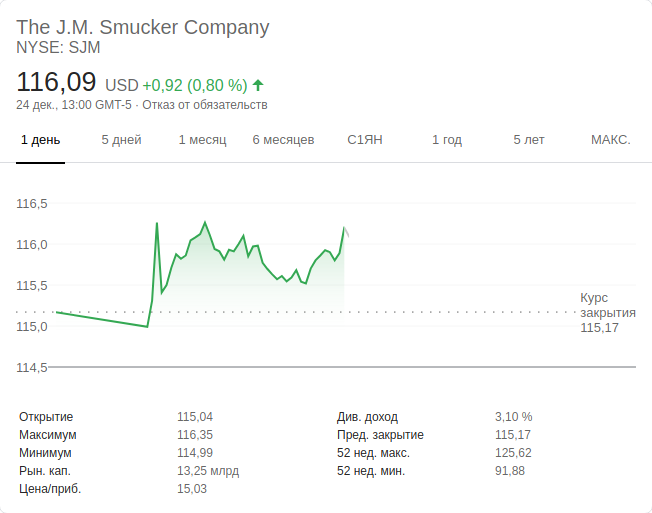 The J.M. Smucker Company
NYSE: SJM
116,09 USD +0,92 (0,80 %)
24 дек., 13:00 GMT-5 · Отказ от обязательств
1 день 5 дней 1 месяц 6 месяцев С1ЯН 1 год 5 лет МАКС.
116,5
116,0
115,5
115,0
114,5
Курс
закрытия
115,17
Открытие 115,04 Див. доход 3,10 %
Максимум 116,35 Пред. закрытие 115,17
Минимум 114,99 52 нед. макс. 125,62
Рын. кап. 13,25 млрд 52 нед. мин. 91,88
Цена/приб. 15,03